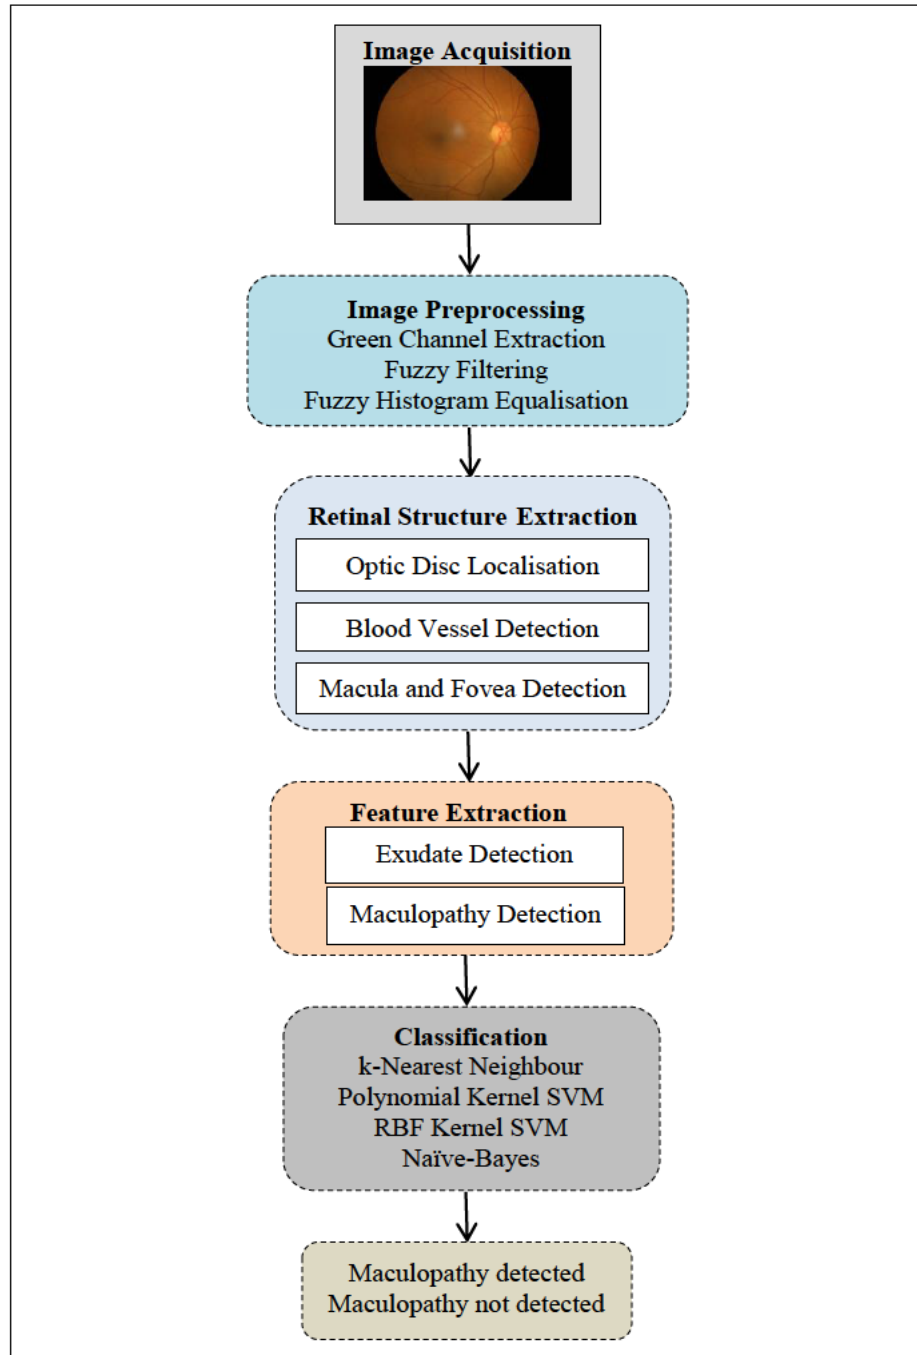 Image Acquisition
Image Preprocessing
Green Channel Extraction
Fuzzy Filtering
Fuzzy Histogram Equalisation
Retinal Structure Extraction
Optic Disc Localisation
Blood Vessel Detection
Macula and Fovea Detection
Feature Extraction
Exudate Detection
Maculopathy Detection
Classification
k-Nearest Neighbour
Polynomial Kernel SVM
RBF Kernel SVM
Naïve-Bayes
Maculopathy detected
Maculopathy not detected